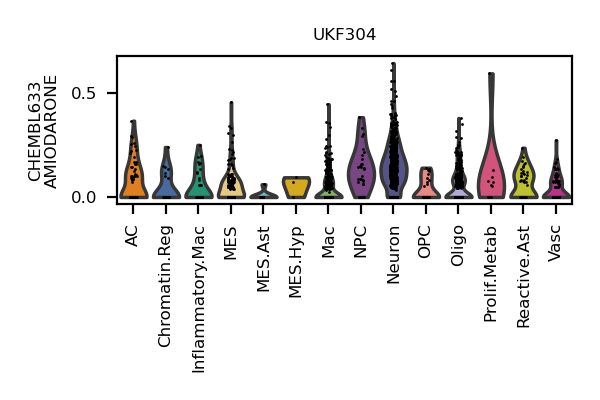 UKF304
CHEMBL633
AMIODARONE
0.5
0.0
AC
Chromatin.Reg
Inflammatory.Mac
MES
MES.Ast
MES.Hyp
Mac
NPC
Neuron
OPC
Oligo
Prolif.Metab
Reactive.Ast
Vasc